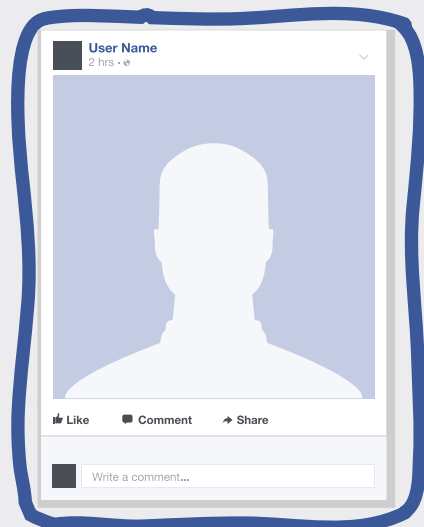 User Name
2 hrs •
Like Comment Share
Write a comment...